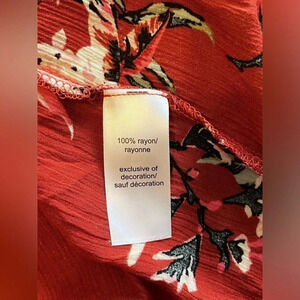 100% rayon/
rayonne
exclusive of
decoration/
sauf décoration